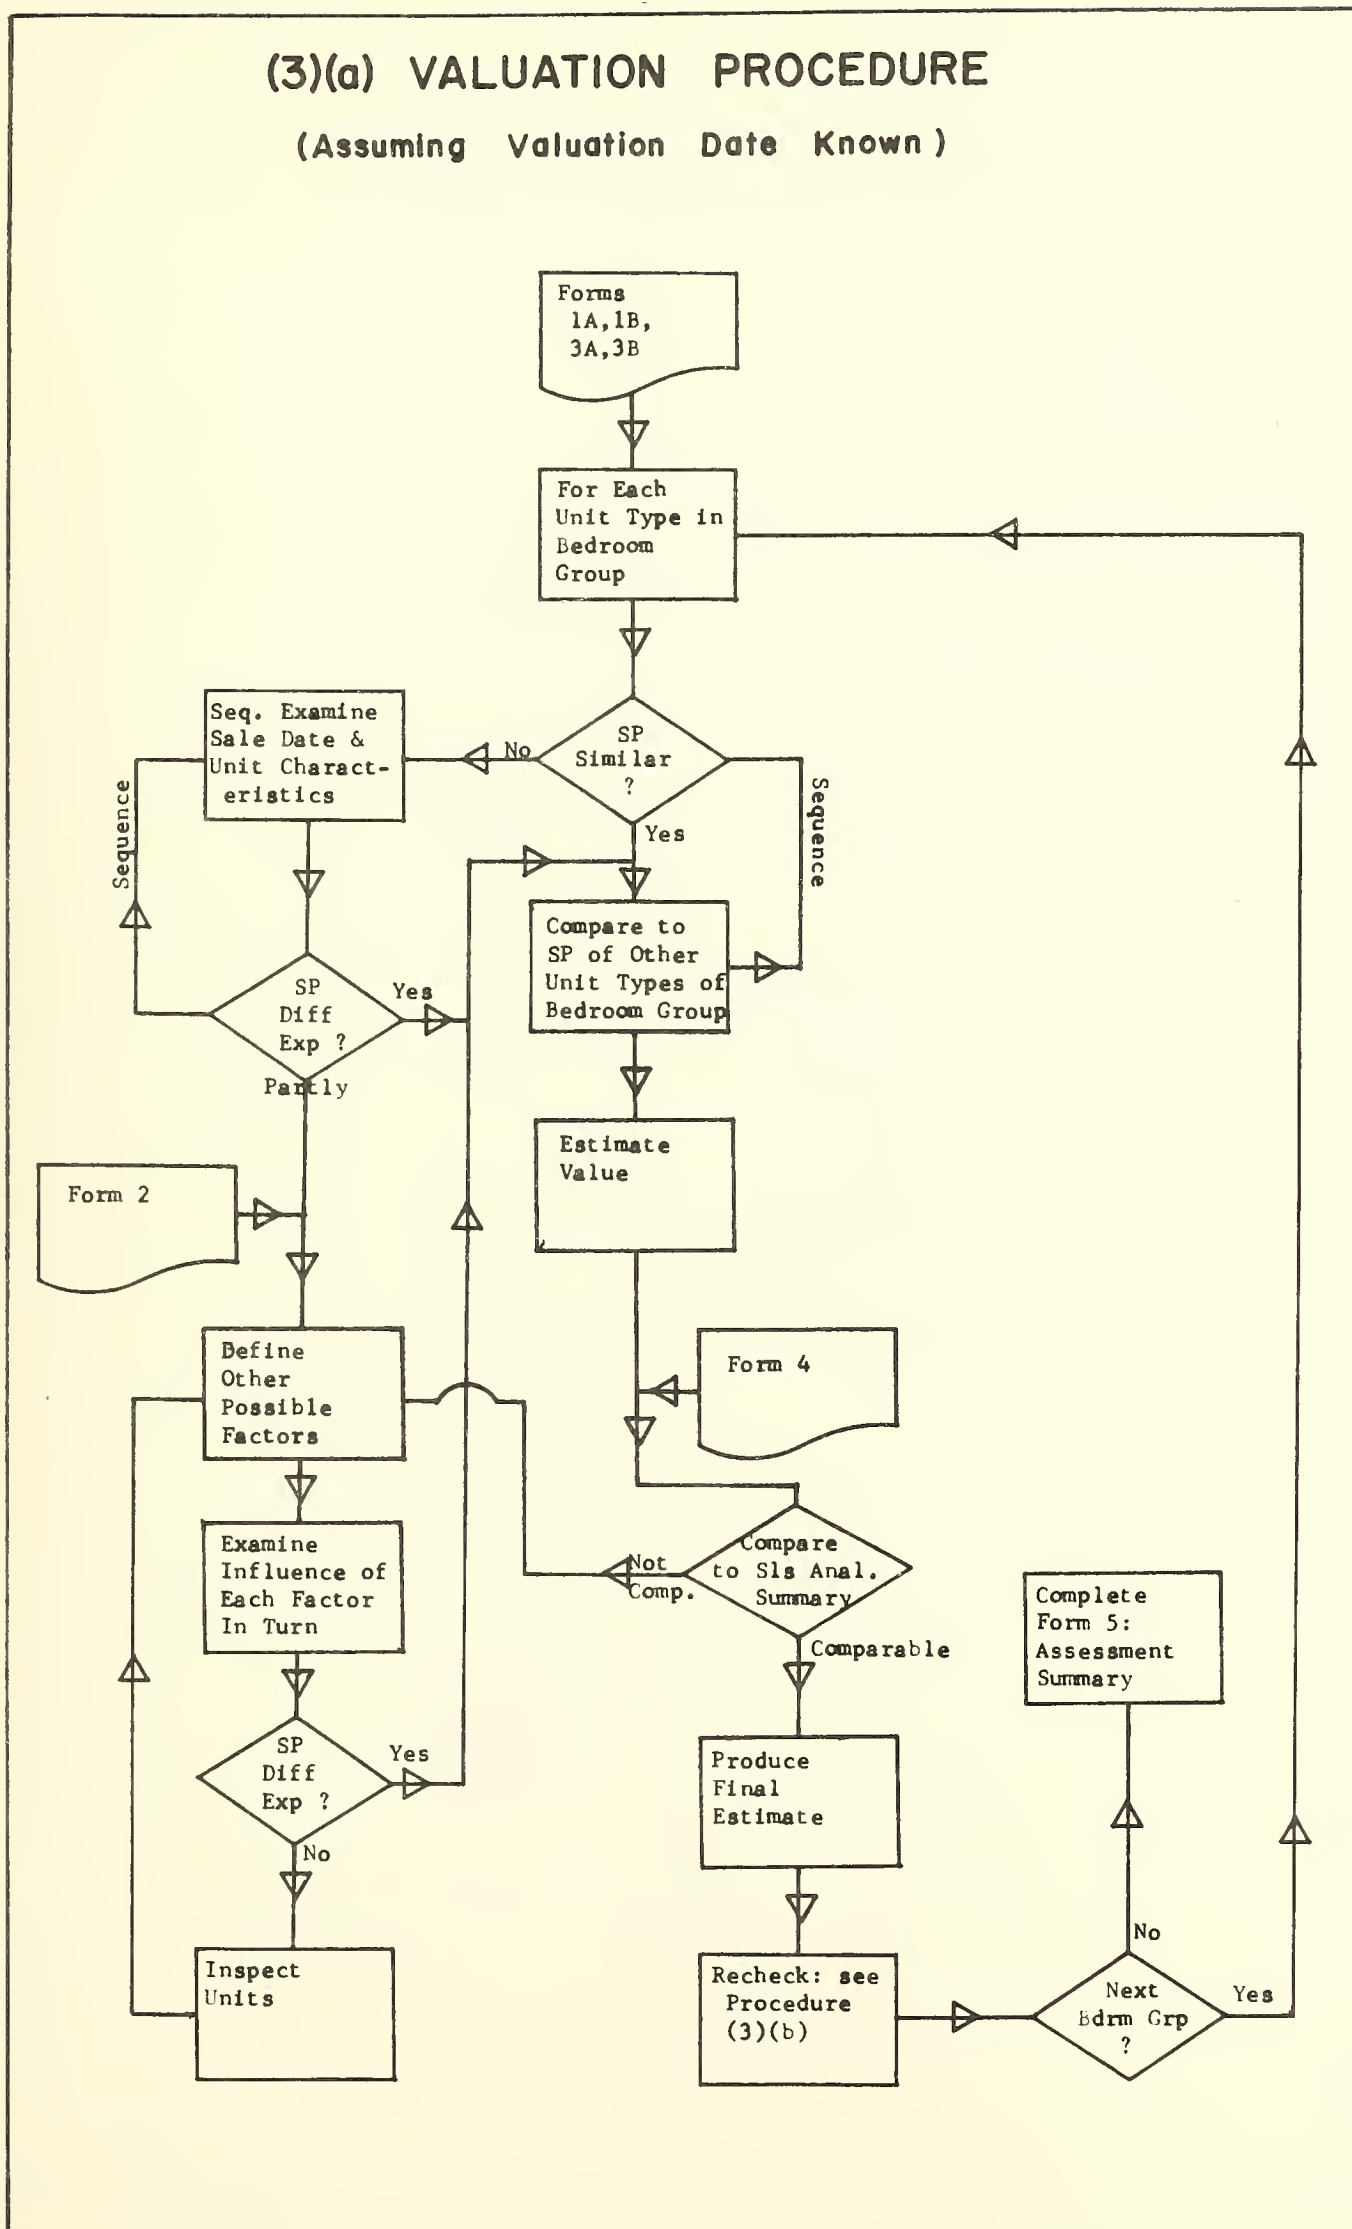 (3)(a) VALUATION PROCEDURE
(Assuming Valuation Date Known)
Forms
1A,1B,
3A,3B
For Each
Unit Type in
Bedroom
Group
SP
Similar
?
No
Yes
Sequence
Seq. Examine
Sale Date &
Unit Charact-
eristics
Sequence
SP
Diff
Exp ?
Yes
Partly
Compare to
SP of Other
Unit Types of
Bedroom Group
Estimate
Value
Form 2
Form 4
Define
Other
Possible
Factors
Examine
Influence of
Each Factor
In Turn
Compare
to Sls Anal.
Summary
Not
Comp.
Comparable
SP
Diff
Exp ?
Yes
No
Inspect
Units
Produce
Final
Estimate
Recheck: see
Procedure
(3)(b)
Next
Bdrm Grp
?
Yes
No
Complete
Form 5:
Assessment
Summary